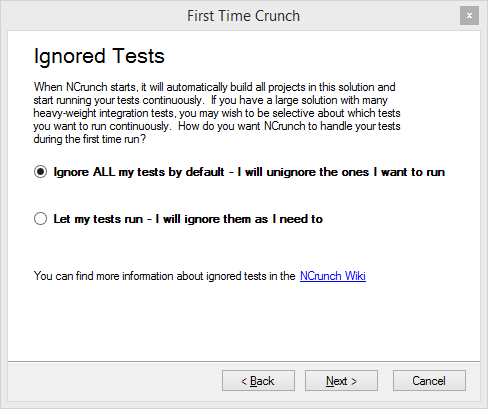 First Time Crunch
x
Ignored Tests
When NCrunch starts, it will automatically build all projects in this solution and
start running your tests continuously.  If you have a large solution with many
heavy-weight integration tests, you may wish to be selective about which tests
you want to run continuously.  How do you want NCrunch to handle your tests
during the first time run?
Ignore ALL my tests by default - I will unignore the ones I want to run
Let my tests run - I will ignore them as I need to
You can find more information about ignored tests in the NCrunch Wiki
< Back Next > Cancel